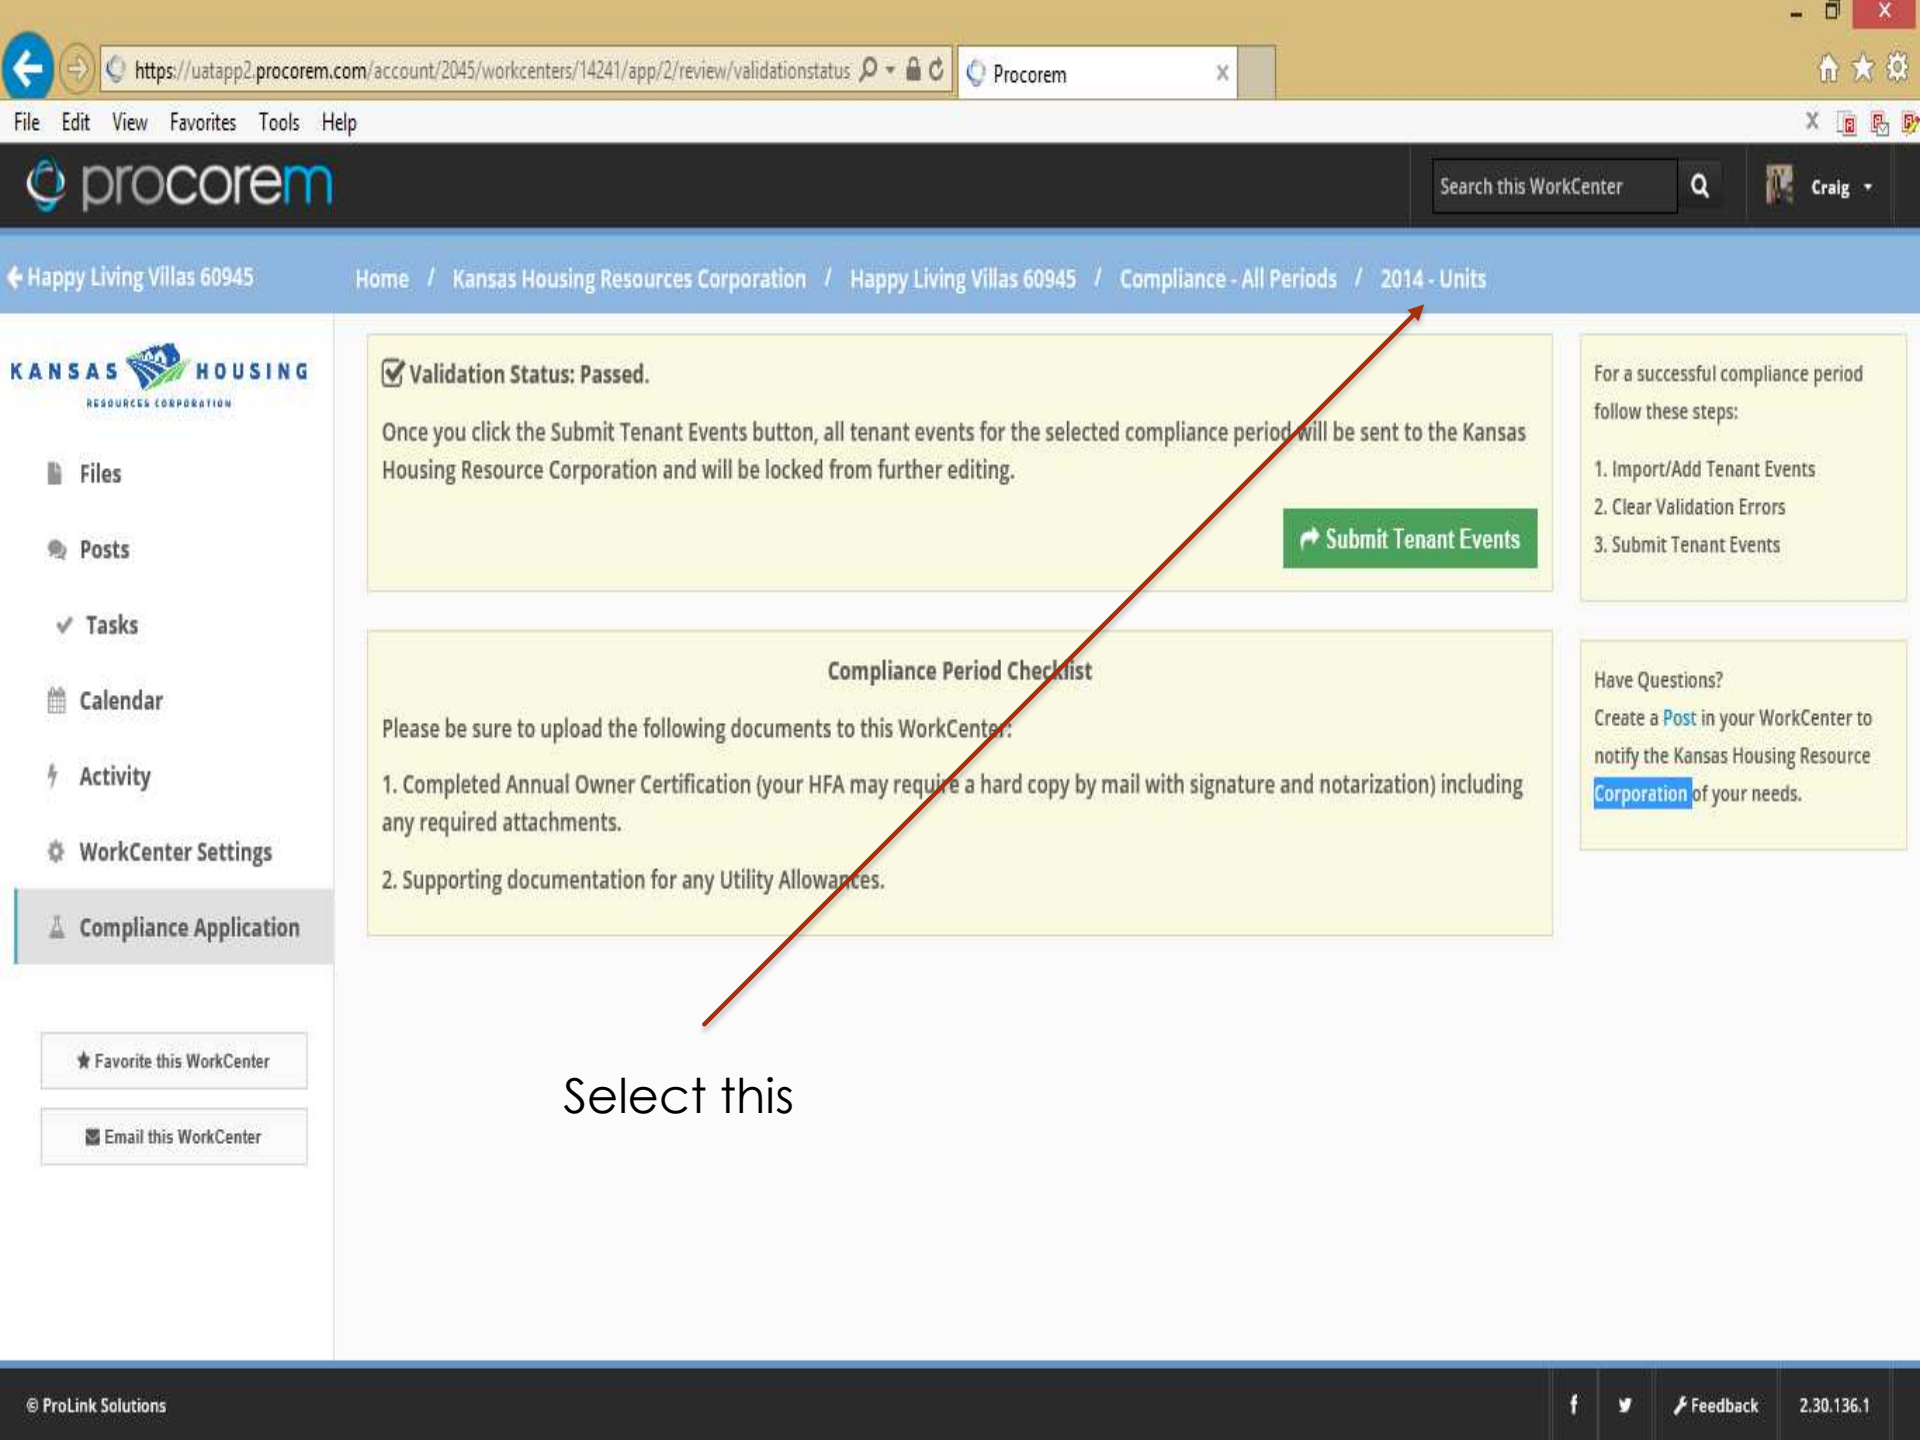 https://uatapp2.procorem.com/account/2045/workcenters/14241/app/2/review/validationstatus
Procorem
File Edit View Favorites Tools Help
procorem
Search this WorkCenter
Craig
Happy Living Villas 60945
Home / Kansas Housing Resources Corporation / Happy Living Villas 60945 / Compliance - All Periods / 2014 - Units
KANSAS HOUSING
RESOURCES CORPORATION
Files
Posts
Tasks
Calendar
Activity
WorkCenter Settings
Compliance Application
Favorite this WorkCenter
Email this WorkCenter
Validation Status: Passed.
Once you click the Submit Tenant Events button, all tenant events for the selected compliance period will be sent to the Kansas
Housing Resource Corporation and will be locked from further editing.
Submit Tenant Events
Compliance Period Checklist
Please be sure to upload the following documents to this WorkCenter:
1. Completed Annual Owner Certification (your HFA may require a hard copy by mail with signature and notarization) including
any required attachments.
2. Supporting documentation for any Utility Allowances.
For a successful compliance period
follow these steps:
1. Import/Add Tenant Events
2. Clear Validation Errors
3. Submit Tenant Events
Have Questions?
Create a Post in your WorkCenter to
notify the Kansas Housing Resource
Corporation of your needs.
Select this
© ProLink Solutions
Feedback
2.30.136.1